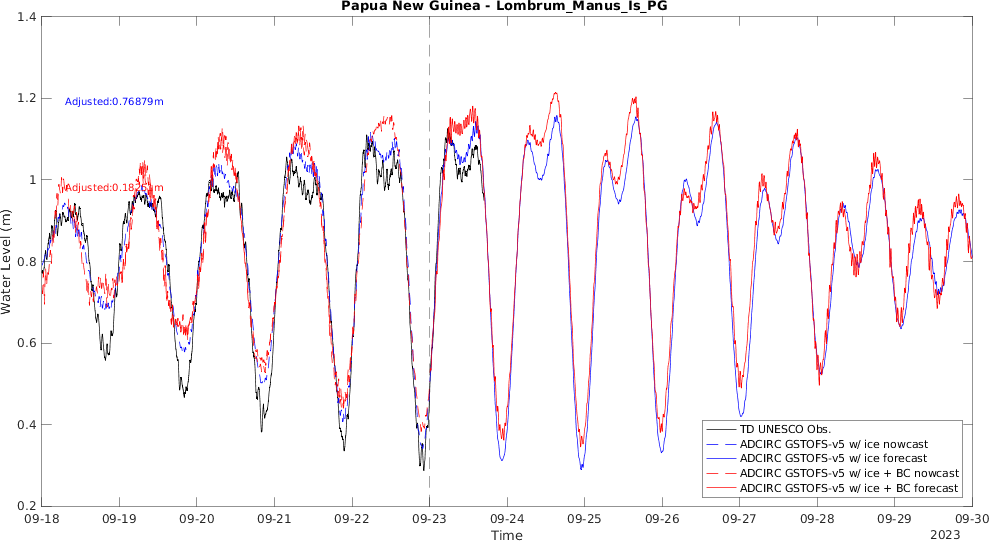 Papua New Guinea - Lombrum_Manus_Is_PG
1.4
1.2
1
0.8
0.6
0.4
0.2
Water Level (m)
Adjusted:0.76879m
TD UNESCO Obs.
ADCIRC GSTOFS-v5 w/ ice nowcast
ADCIRC GSTOFS-v5 w/ ice forecast
ADCIRC GSTOFS-v5 w/ ice + BC nowcast
ADCIRC GSTOFS-v5 w/ ice + BC forecast
09-18 09-19 09-20 09-21 09-22 09-23 09-24 09-25 09-26 09-27 09-28 09-29 09-30
Time
2023